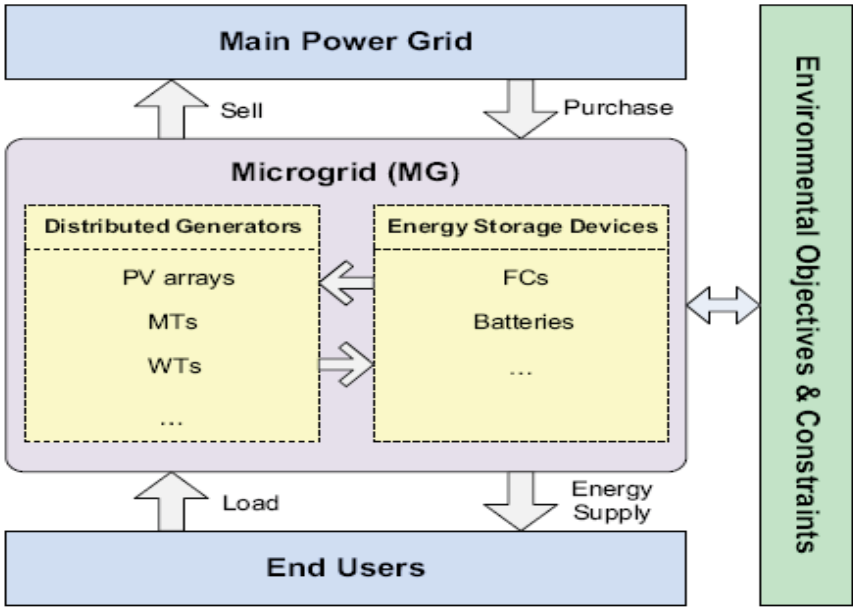 Main Power Grid
Sell
Purchase
Microgrid (MG)
Distributed Generators
PV arrays
MTs
WTs
...
Energy Storage Devices
FCs
Batteries
...
Load
Energy
Supply
End Users
Environmental Objectives & Constraints